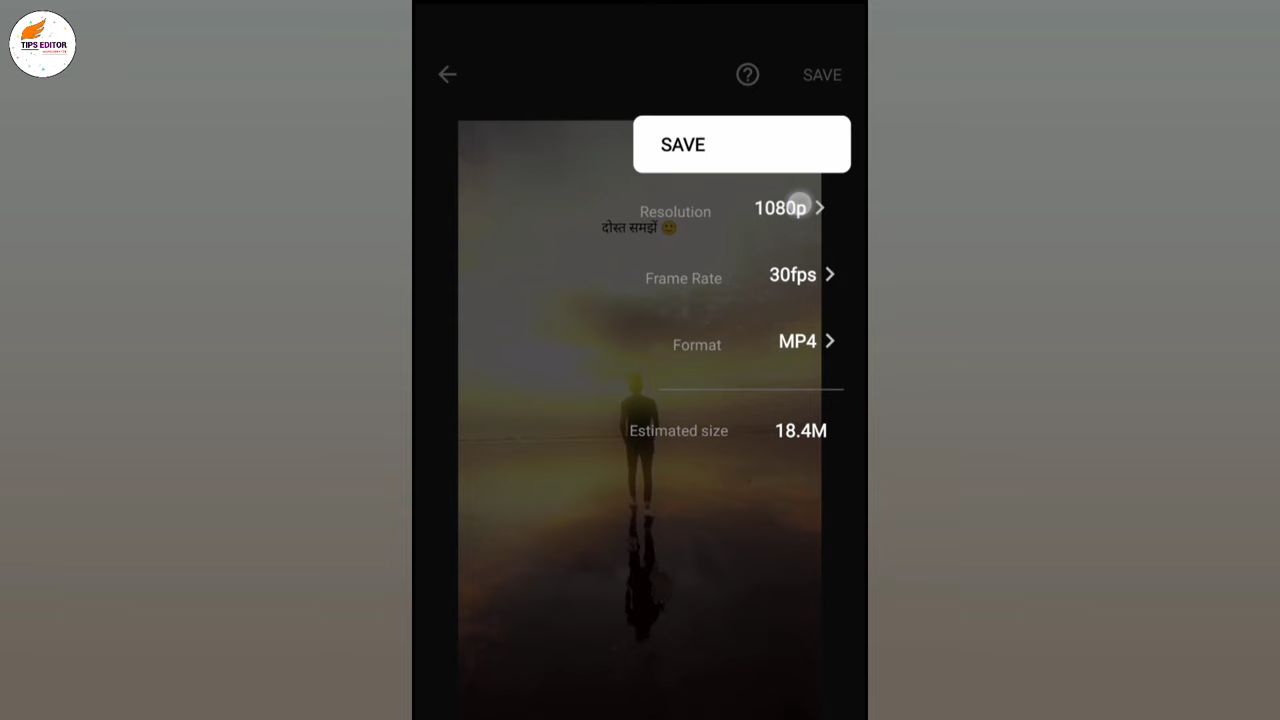 TIPS EDITOR
SAVE
SAVE
Resolution 1080p
दोस्त समझें 🙂
Frame Rate 30fps
Format MP4
Estimated size 18.4M